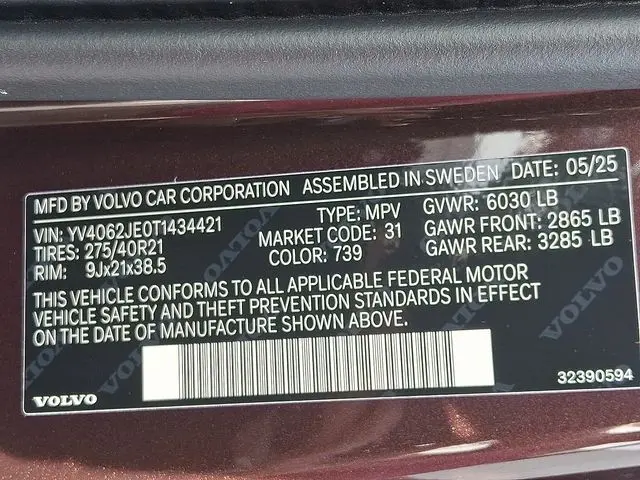 MFD BY VOLVO CAR CORPORATION ASSEMBLED IN SWEDEN DATE: 05/25
VIN: YV4062JE0T1434421 TYPE: MPV GVWR: 6030 LB
TIRES: 275/40R21 MARKET CODE: 31 GAWR FRONT: 2865 LB
RIM: 9Jx21x38.5 COLOR: 739 GAWR REAR: 3285 LB
THIS VEHICLE CONFORMS TO ALL APPLICABLE FEDERAL MOTOR
VEHICLE SAFETY AND THEFT PREVENTION STANDARDS IN EFFECT
ON THE DATE OF MANUFACTURE SHOWN ABOVE.
VOLVO 32390594